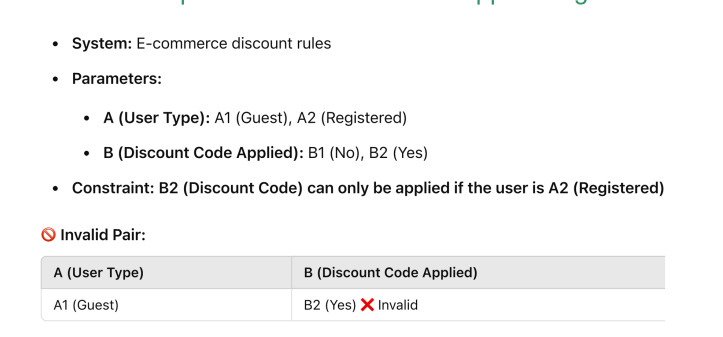 System: E-commerce discount rules
Parameters:
A (User Type): A1 (Guest), A2 (Registered)
B (Discount Code Applied): B1 (No), B2 (Yes)
Constraint: B2 (Discount Code) can only be applied if the user is A2 (Registered)
🚫 Invalid Pair:
A (User Type) B (Discount Code Applied)
A1 (Guest) B2 (Yes) ❌ Invalid